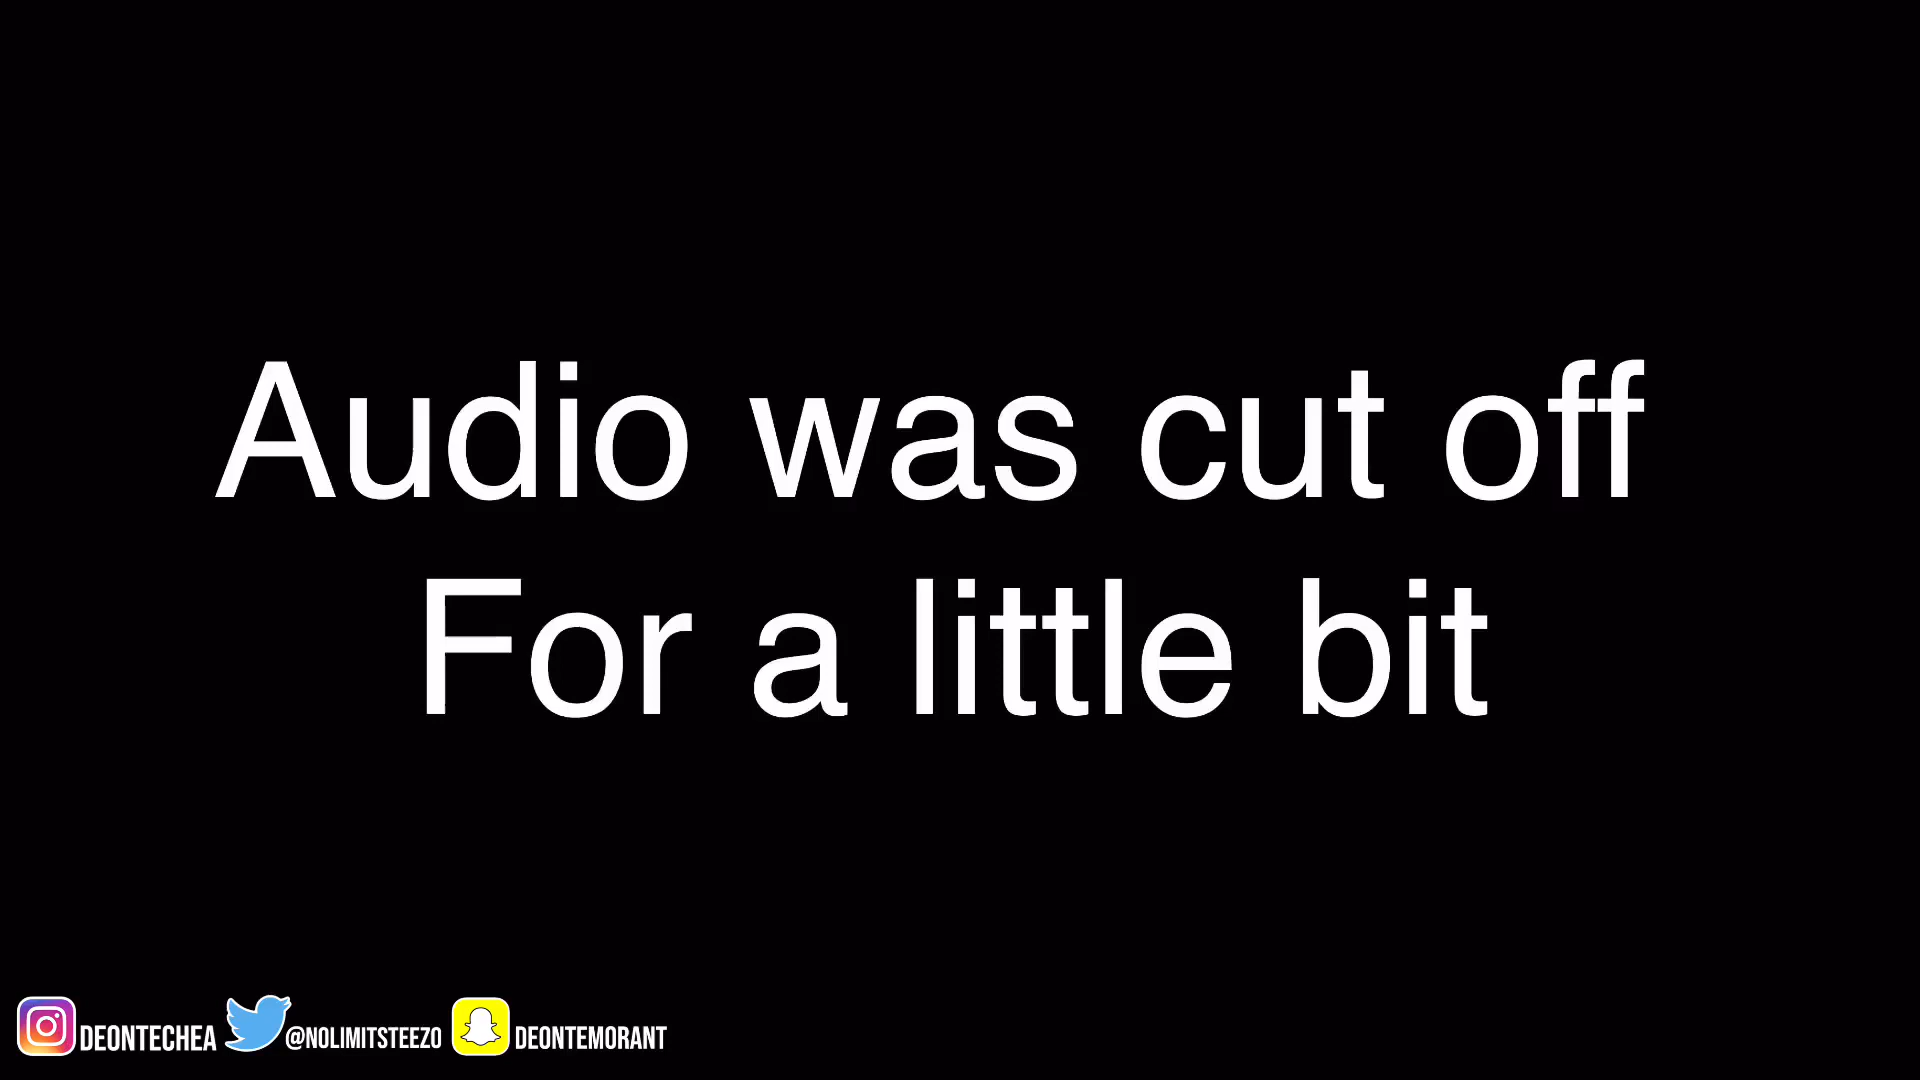 Audio was cut off
For a little bit
DEONTECHEA @NOLIMITSTEEZO DEONTEMORANT